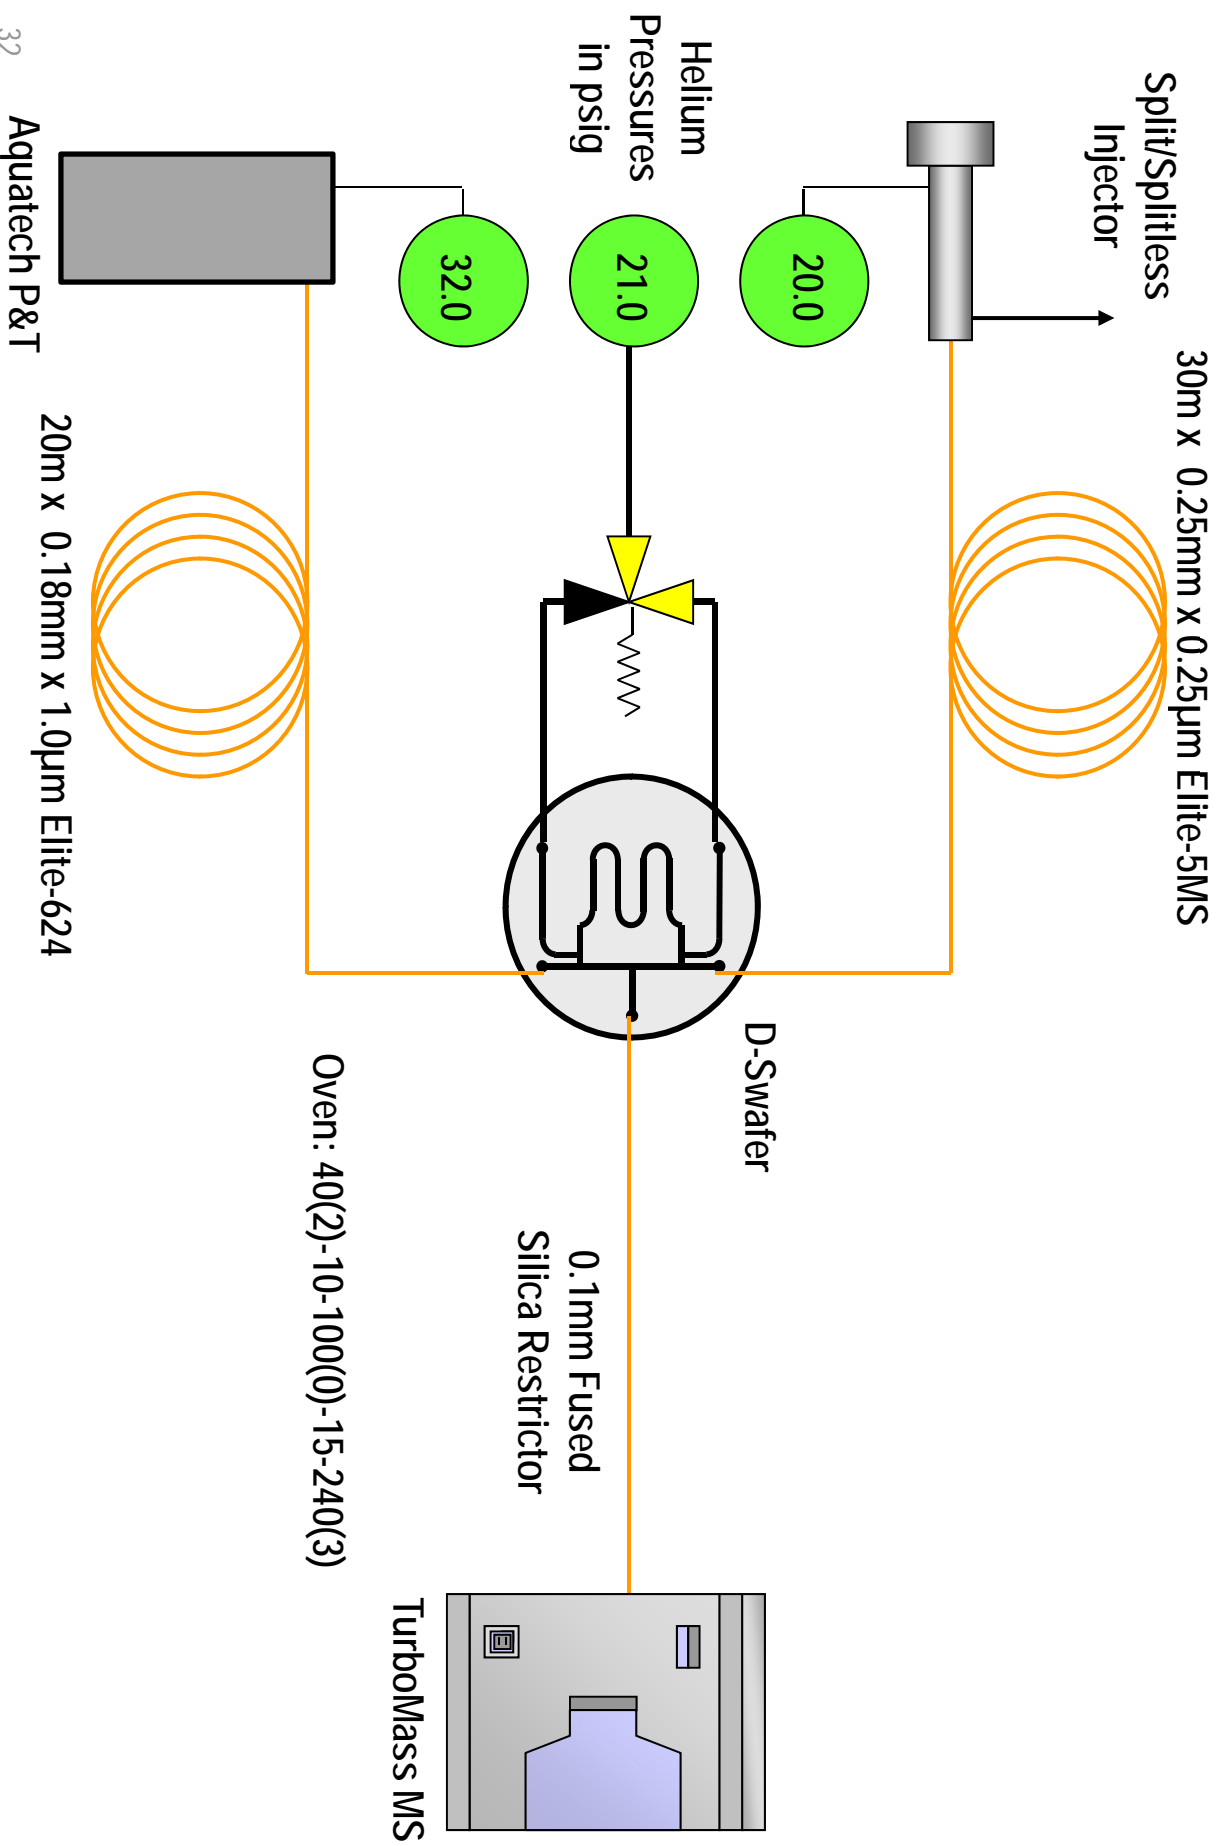 Split/Splitless
Injector
30m x  0.25mm x 0.25µm Elite-5MS
Helium
Pressures
in psig
20.0
21.0
32.0
D-Swafer
0.1mm Fused
Silica Restrictor
TurboMass MS
Oven: 40(2)-10-100(0)-15-240(3)
20m x  0.18mm x 1.0µm Elite-624
Aquatech P&T
32